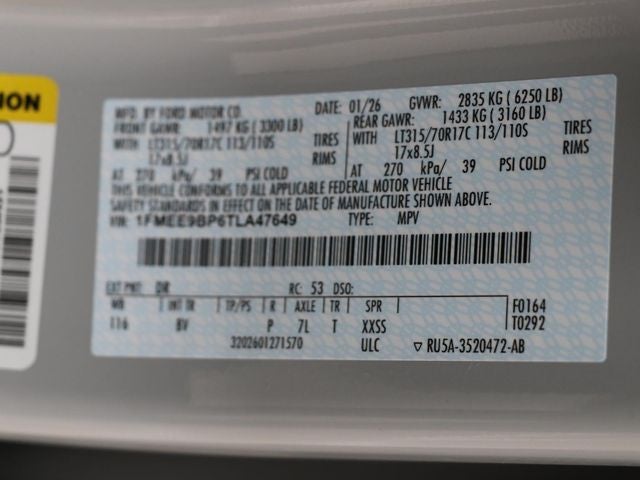 ION
MFD. BY FORD MOTOR CO.
DATE: 01/26 GVWR: 2835 KG ( 6250 LB)
FRONT GAWR: 1497 KG ( 3300 LB)
REAR GAWR: 1433 KG ( 3160 LB)
WITH LT315/70R17C 113/110S TIRES
WITH LT315/70R17C 113/110S TIRES
17x8.5J RIMS
17x8.5J RIMS
AT 270 kPa/ 39 PSI COLD
AT 270 kPa/ 39 PSI COLD
THIS VEHICLE CONFORMS TO ALL APPLICABLE FEDERAL MOTOR VEHICLE
SAFETY STANDARDS IN EFFECT ON THE DATE OF MANUFACTURE SHOWN ABOVE.
VIN: 1FMEE9BP6TLA47649 TYPE: MPV
EXT PNT: DR RC: 53 DSO:
WB INT TR TP/PS R AXLE TR SPR F0164
116 BV P 7L T XXSS T0292
3202601271570 ULC ▽ RU5A-3520472-AB